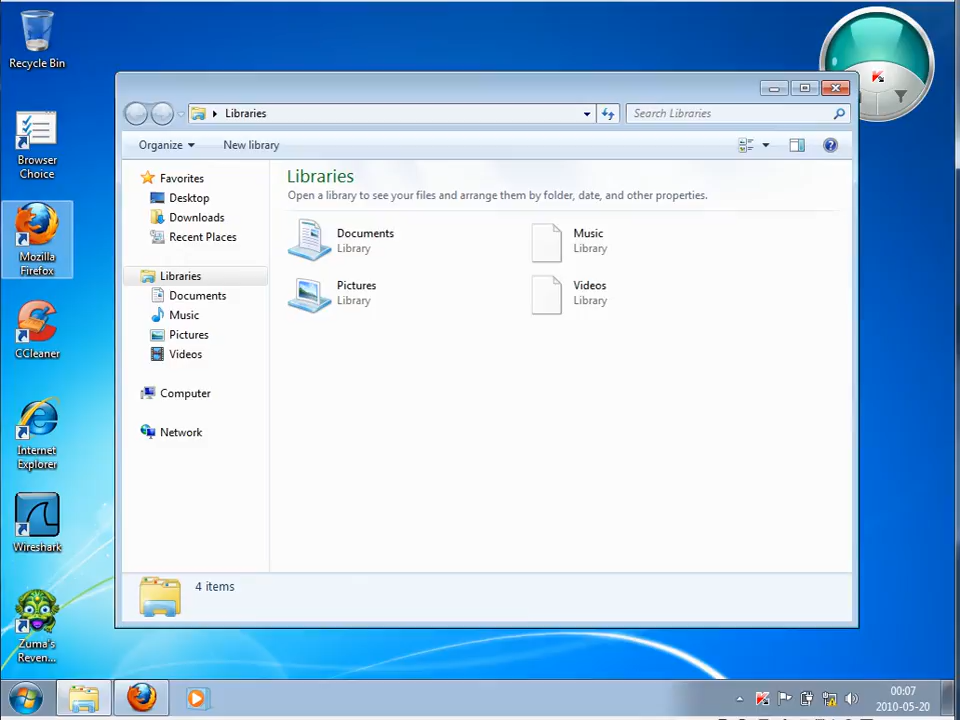 Recycle Bin
Browser
Choice
Mozilla
Firefox
CCleaner
Internet
Explorer
Wireshark
Zuma's
Reven...
Libraries
Search Libraries
Organize
New library
Favorites
Desktop
Downloads
Recent Places
Libraries
Documents
Music
Pictures
Videos
Computer
Network
Libraries
Open a library to see your files and arrange them by folder, date, and other properties.
Documents
Library
Music
Library
Pictures
Library
Videos
Library
4 items
00:07
2010-05-20